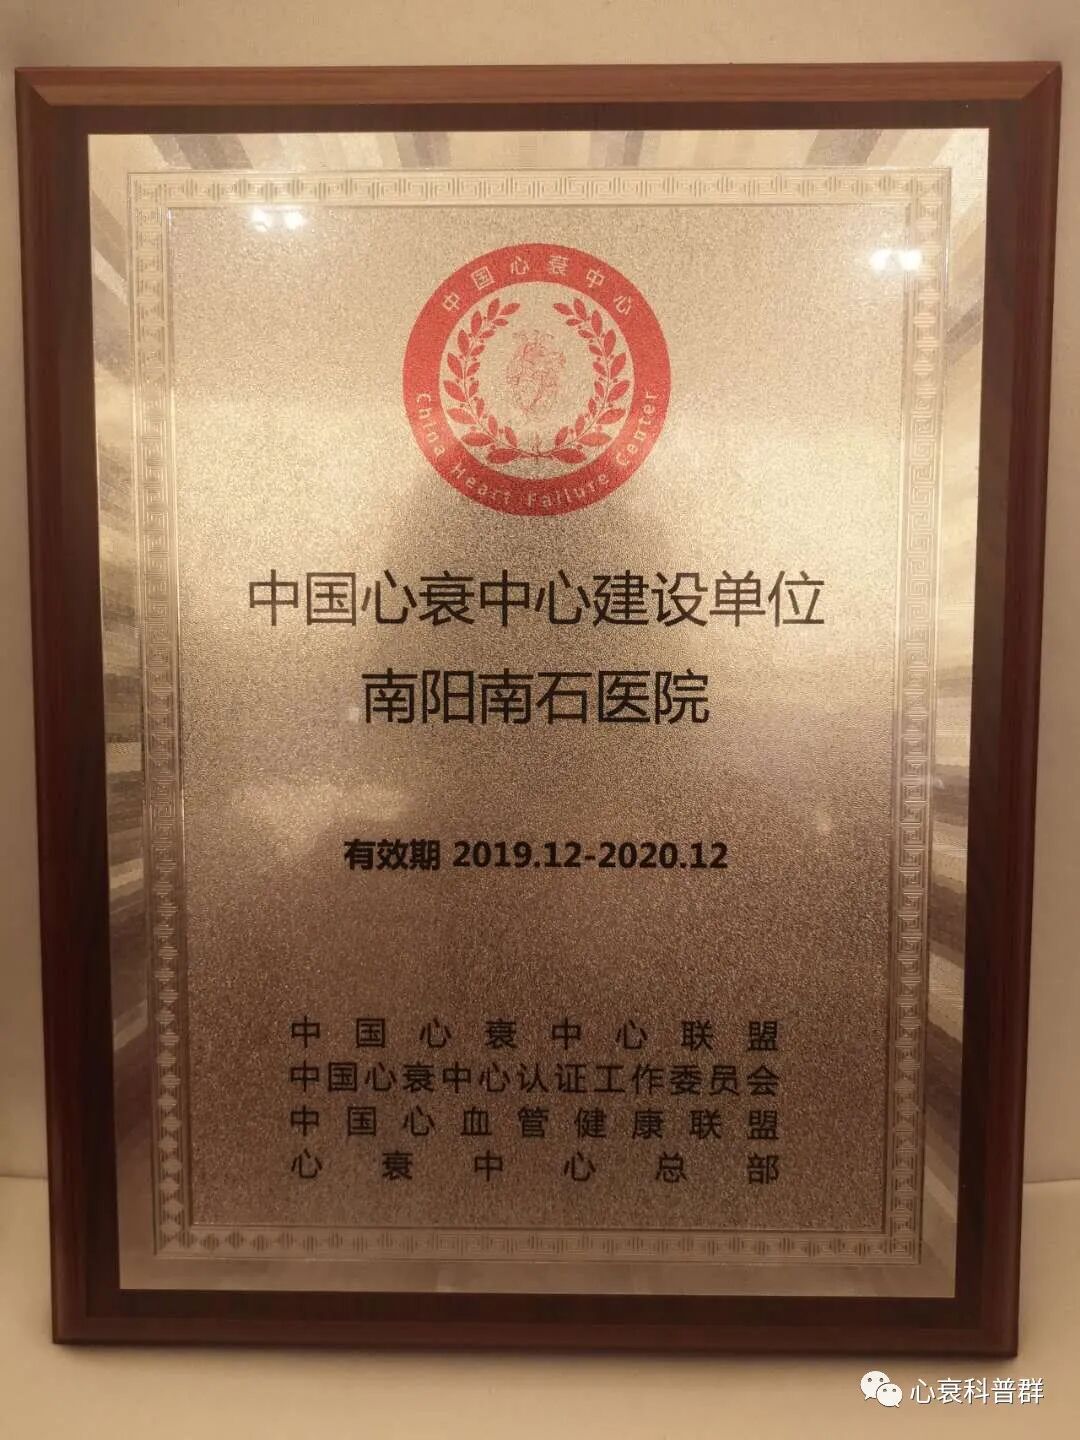 中国心衰中心
China Heart Failure Center
中国心衰中心建设单位
南阳南石医院
有效期 2019.12-2020.12
中国心衰中心联盟
中国心衰中心认证工作委员会
中国心血管健康联盟
心衰中心总部
心衰科普群